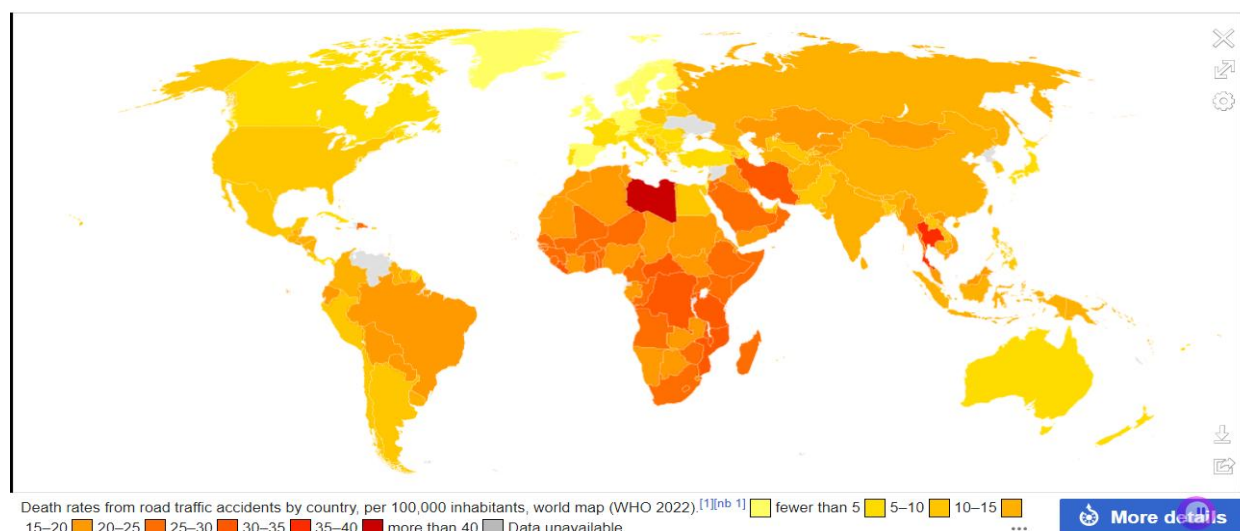 Death rates from road traffic accidents by country, per 100,000 inhabitants, world map (WHO 2022).[1][nb 1] fewer than 5 5–10 10–15
15–20 20–25 25–30 30–35 35–40 more than 40 Data unavailable.
... More details